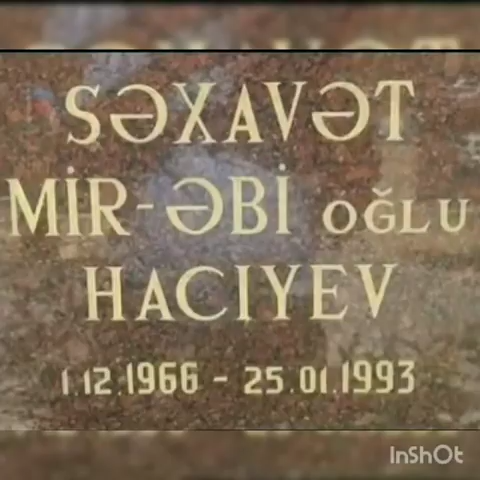 SƏXAVƏT
MİR-ƏBİ OĞLU
HACIYEV
1.12.1966 - 25.01.1993
InShOt